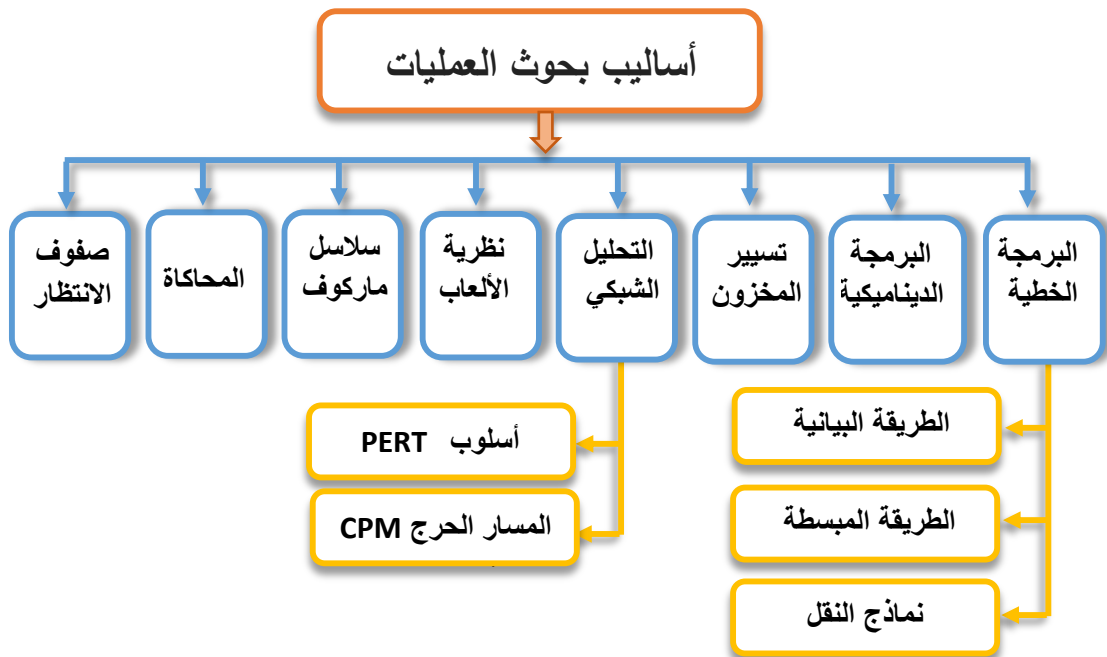 أساليب بحوث العمليات
البرمجة
الخطية
البرمجة
الديناميكية
تسيير
المخزون
التحليل
الشبكي
نظرية
الألعاب
سلاسل
ماركوف
المحاكاة
صفوف
الانتظار
الطريقة البيانية
الطريقة المبسطة
نماذج النقل
أسلوب PERT
المسار الحرج CPM